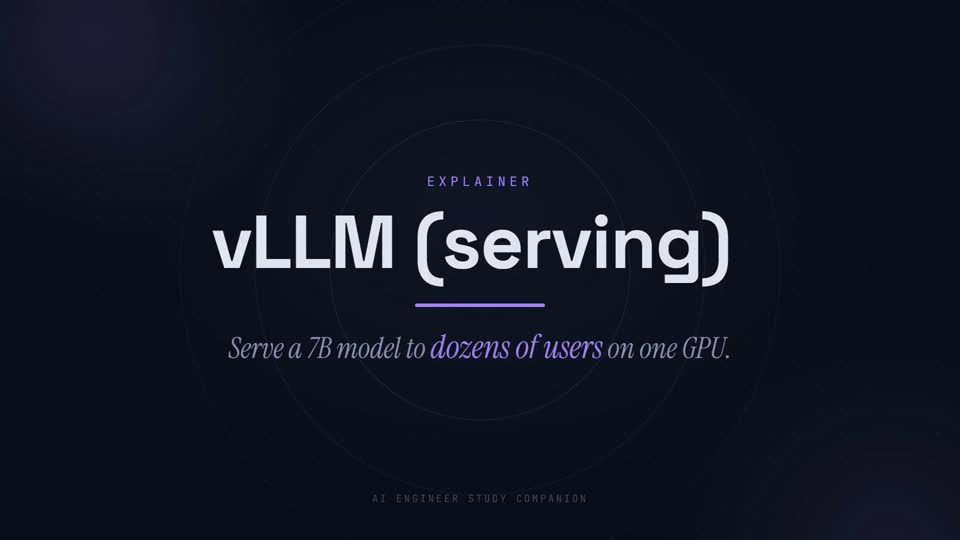 EXPLAINER
vLLM (serving)
Serve a 7B model to dozens of users on one GPU.
AI ENGINEER STUDY COMPANION